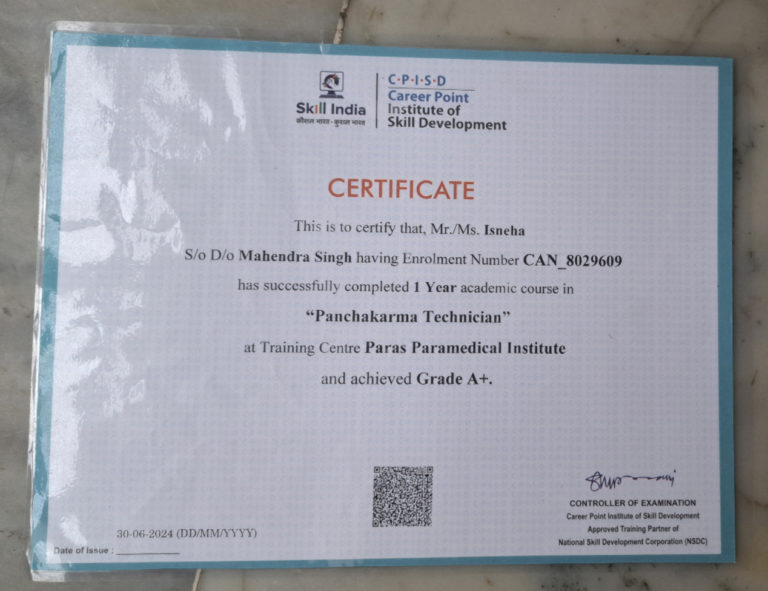 Skill India
कौशल भारत - कुशल भारत
C·P·I·S·D
Career Point
Institute of
Skill Development
CERTIFICATE
This is to certify that, Mr./Ms. Isneha
S/o D/o Mahendra Singh having Enrolment Number CAN_8029609
has successfully completed 1 Year academic course in
“Panchakarma Technician”
at Training Centre Paras Paramedical Institute
and achieved Grade A+.
CONTROLLER OF EXAMINATION
Career Point Institute of Skill Development
Approved Training Partner of
National Skill Development Corporation (NSDC)
30-06-2024 (DD/MM/YYYY)
Date of Issue :